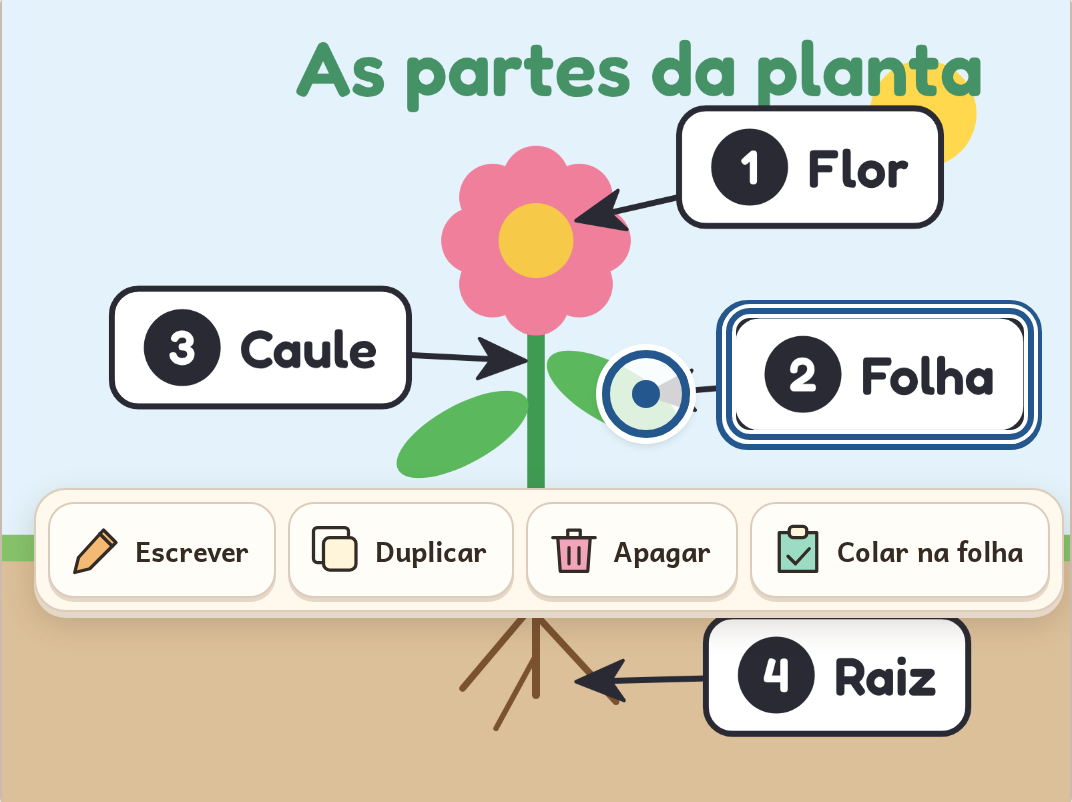 As partes da planta
1 Flor
3 Caule
2 Folha
Escrever
Duplicar
Apagar
Colar na folha
4 Raiz